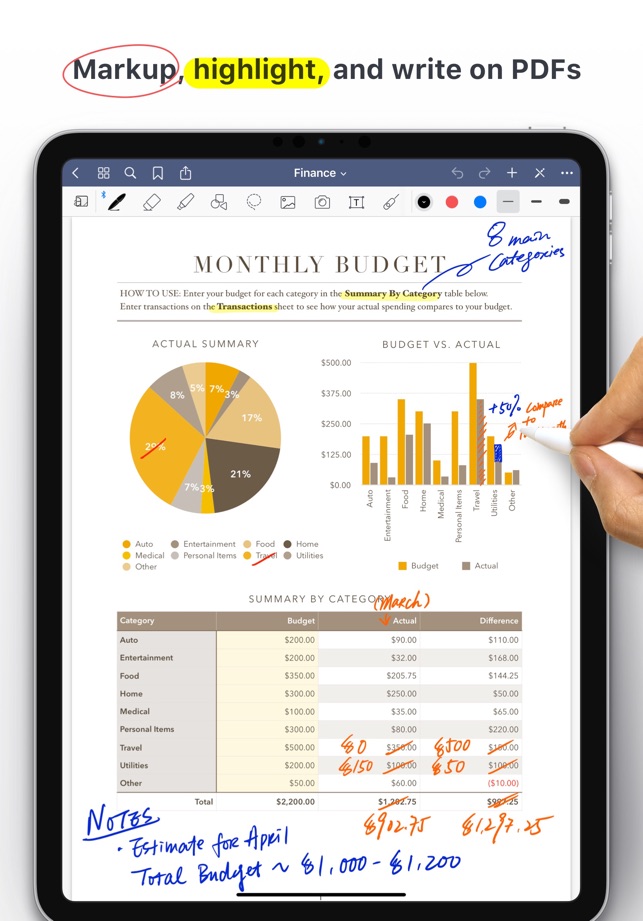 Markup, highlight, and write on PDFs
Finance
T
8 main
categories
MONTHLY BUDGET
HOW TO USE: Enter your budget for each category in the Summary By Category table below.
Enter transactions on the Transactions sheet to see how your actual spending compares to your budget.
ACTUAL SUMMARY
5% 7% 3%
8%
17%
29%
21%
7% 3%
Auto Entertainment Food Home
Medical Personal Items Travel Utilities
Other
BUDGET VS. ACTUAL
$500.00
$375.00
$250.00
$125.00
$0.00
+50% compare
to
Auto Entertainment Food Home Medical Personal Items Travel Utilities Other
Budget Actual
SUMMARY BY CATEGORY
(March)
Category Budget Actual Difference
Auto $200.00 $90.00 $110.00
Entertainment $200.00 $32.00 $168.00
Food $350.00 $205.75 $144.25
Home $300.00 $250.00 $50.00
Medical $100.00 $35.00 $65.00
Personal Items $300.00 $80.00 $220.00
Travel $500.00 $0 $350.00 $500 $150.00
Utilities $200.00 $150 $100.00 $50 $100.00
Other $50.00 $60.00 ($10.00)
Total $2,200.00 $1,202.75 $997.25
$902.75 $1,297.25
NOTES
· Estimate for April
Total Budget ~ $1,000 - $1,200